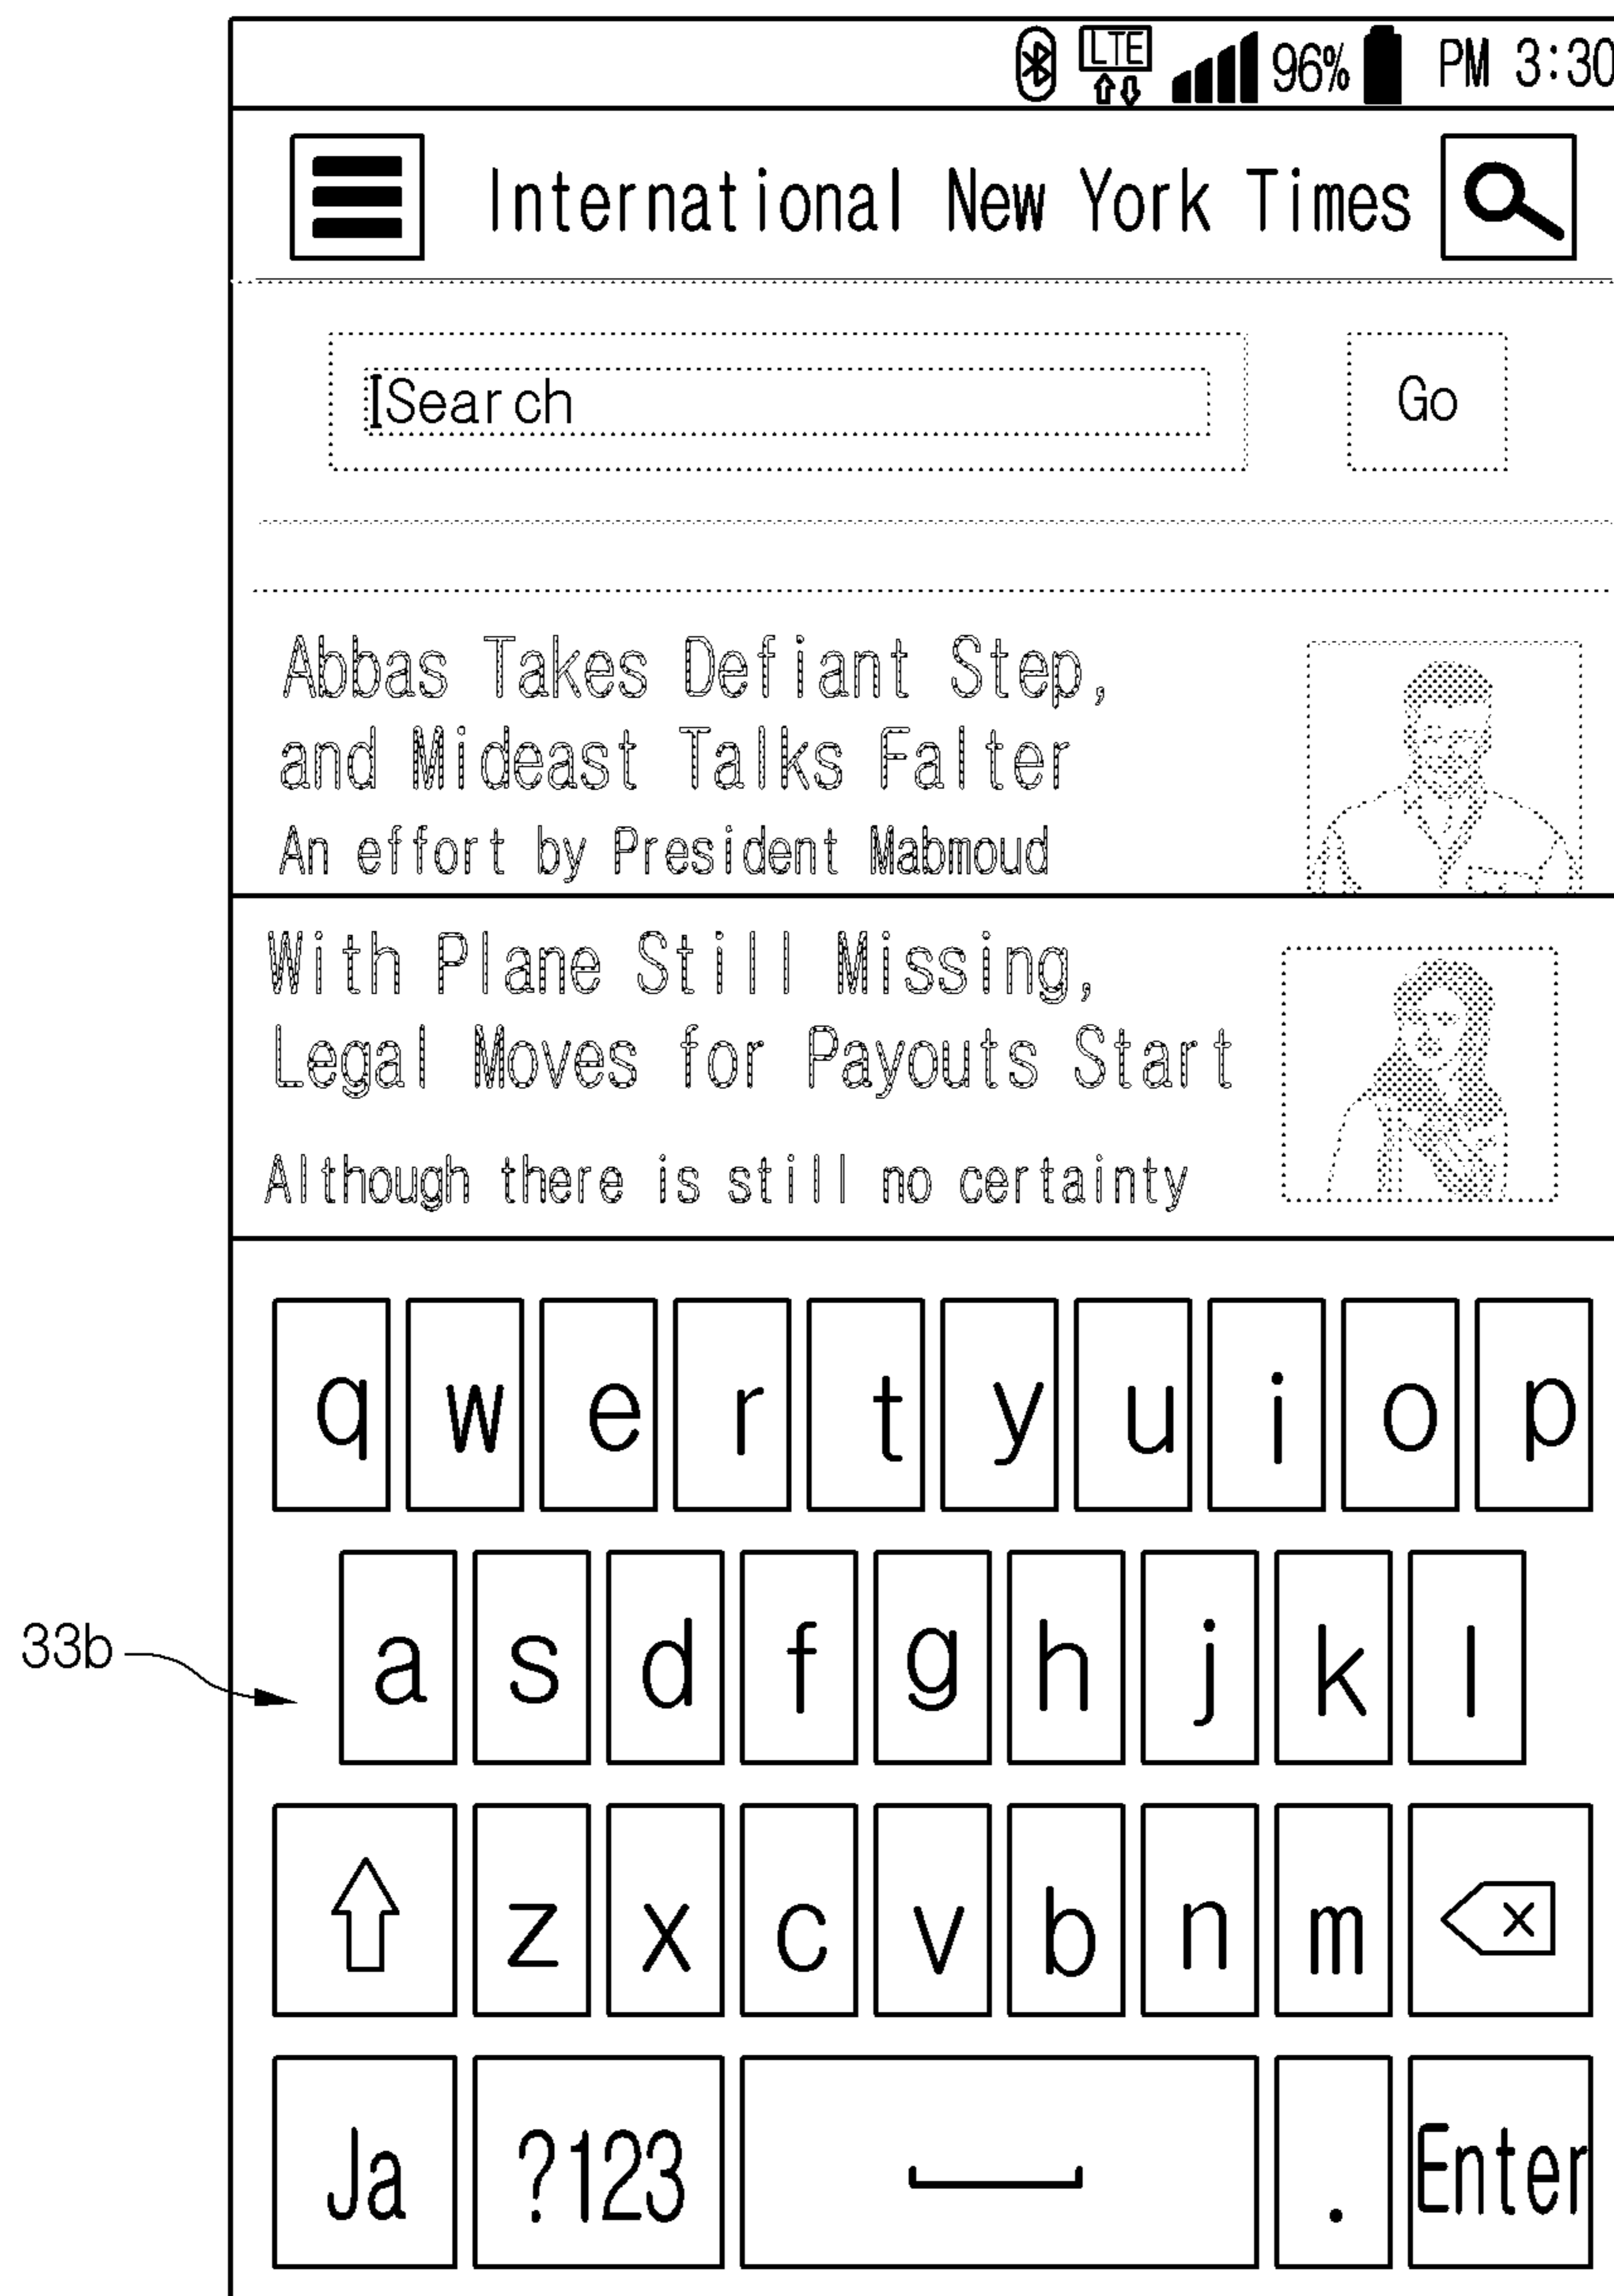 LTE 96% PM 3:30
International New York Times
Search Go
Abbas Takes Defiant Step,
and Mideast Talks Falter
An effort by President Mabmoud
With Plane Still Missing,
Legal Moves for Payouts Start
Although there is still no certainty
q w e r t y u i o p
33b
a s d f g h j k l
z x c v b n m x
Ja ?123 . Enter